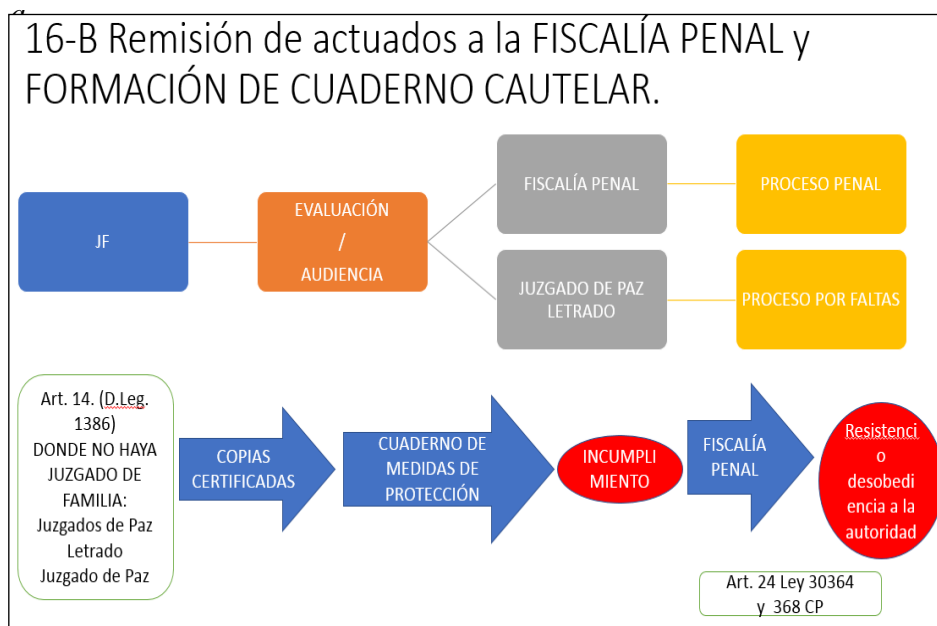 16-B Remisión de actuados a la FISCALÍA PENAL y
FORMACIÓN DE CUADERNO CAUTELAR.
JF
EVALUACIÓN
/
AUDIENCIA
FISCALÍA PENAL
PROCESO PENAL
JUZGADO DE PAZ
LETRADO
PROCESO POR FALTAS
Art. 14. (D.Leg.
1386)
DONDE NO HAYA
JUZGADO DE
FAMILIA:
Juzgados de Paz
Letrado
Juzgado de Paz
COPIAS
CERTIFICADAS
CUADERNO DE
MEDIDAS DE
PROTECCIÓN
INCUMPLI
MIENTO
FISCALÍA
PENAL
Resistenci
o
desobedi
encia a la
autoridad
Art. 24 Ley 30364
y 368 CP